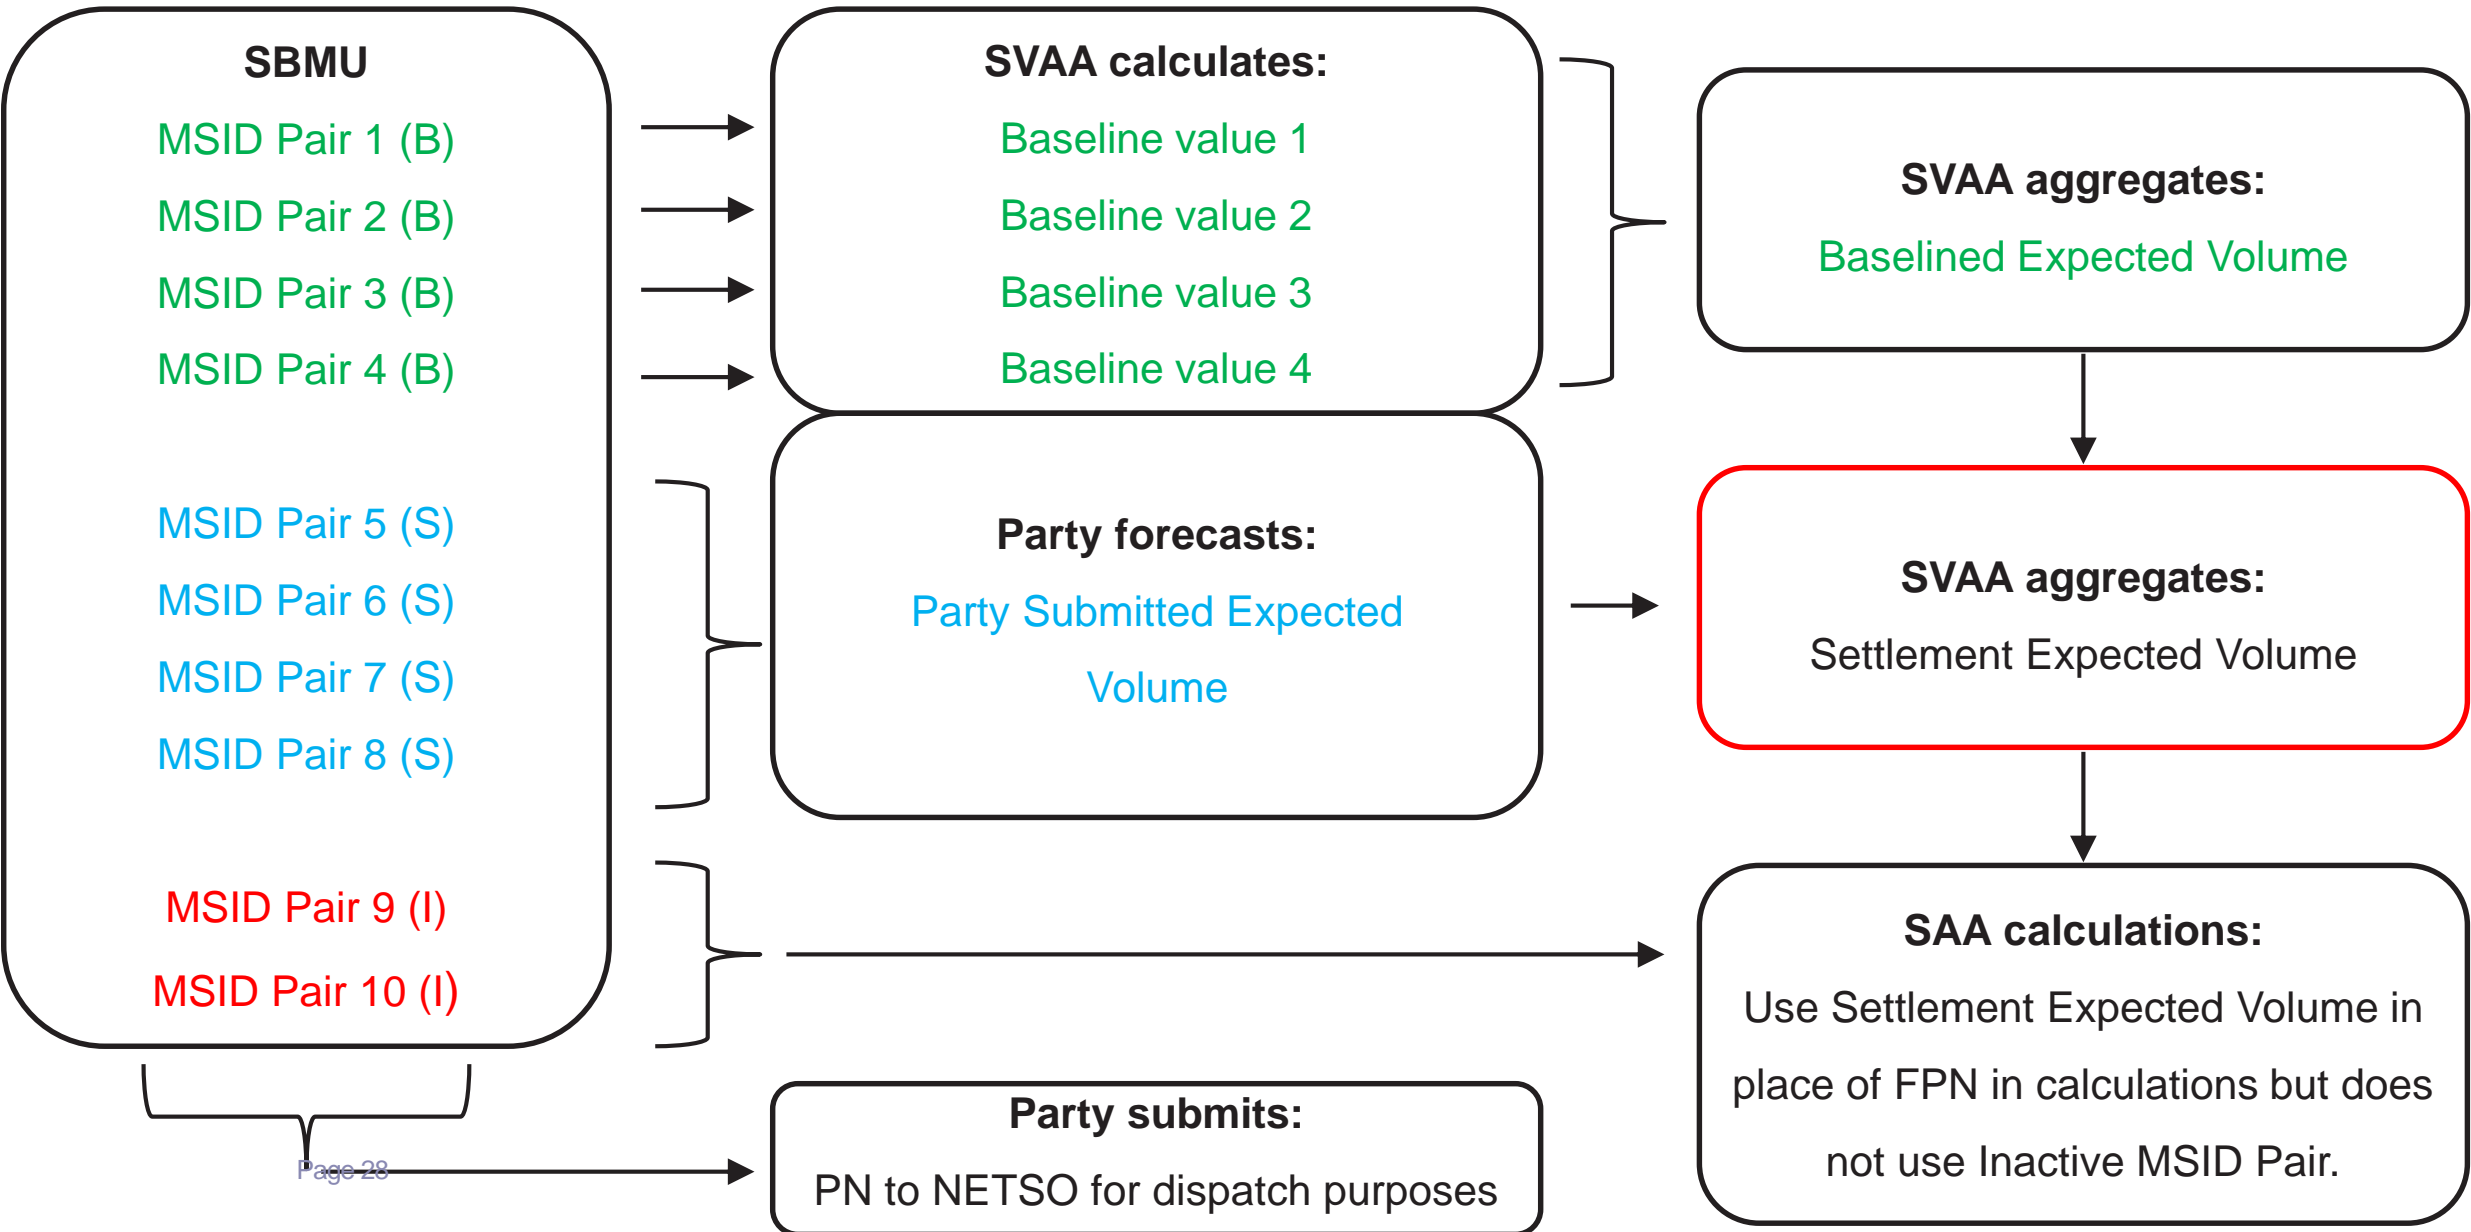 SBMU
MSID Pair 1 (B)
MSID Pair 2 (B)
MSID Pair 3 (B)
MSID Pair 4 (B)
MSID Pair 5 (S)
MSID Pair 6 (S)
MSID Pair 7 (S)
MSID Pair 8 (S)
MSID Pair 9 (I)
MSID Pair 10 (I)
SVAA calculates:
Baseline value 1
Baseline value 2
Baseline value 3
Baseline value 4
Party forecasts:
Party Submitted Expected
Volume
SVAA aggregates:
Baselined Expected Volume
SVAA aggregates:
Settlement Expected Volume
SAA calculations:
Use Settlement Expected Volume in
place of FPN in calculations but does
not use Inactive MSID Pair.
Party submits:
PN to NETSO for dispatch purposes
Page 28